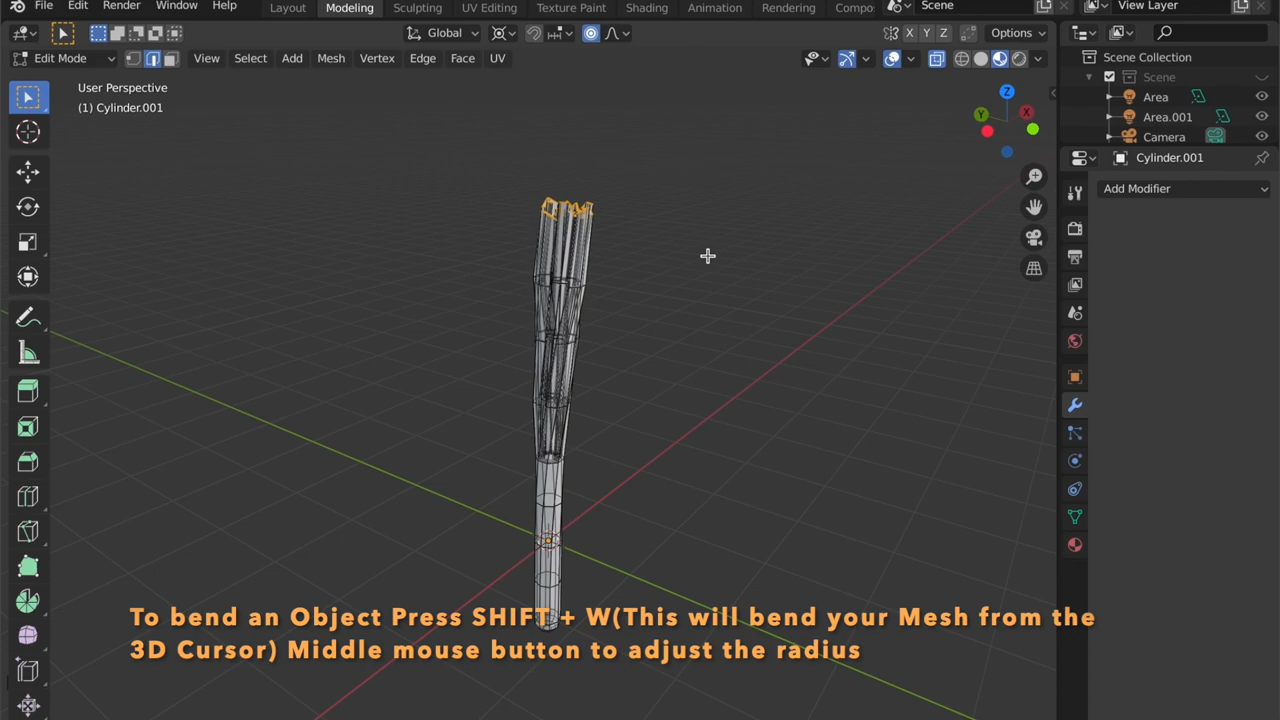 File Edit Render Window Help Layout Modeling Sculpting UV Editing Texture Paint Shading Animation Rendering Compo Scene View Layer
Global X Y Z Options
Edit Mode View Select Add Mesh Vertex Edge Face UV
Scene Collection
Scene
User Perspective
(1) Cylinder.001
Z
Y X
Area
Area.001
Camera
Cylinder.001
Add Modifier
To bend an Object Press SHIFT + W(This will bend your Mesh from the
3D Cursor) Middle mouse button to adjust the radius